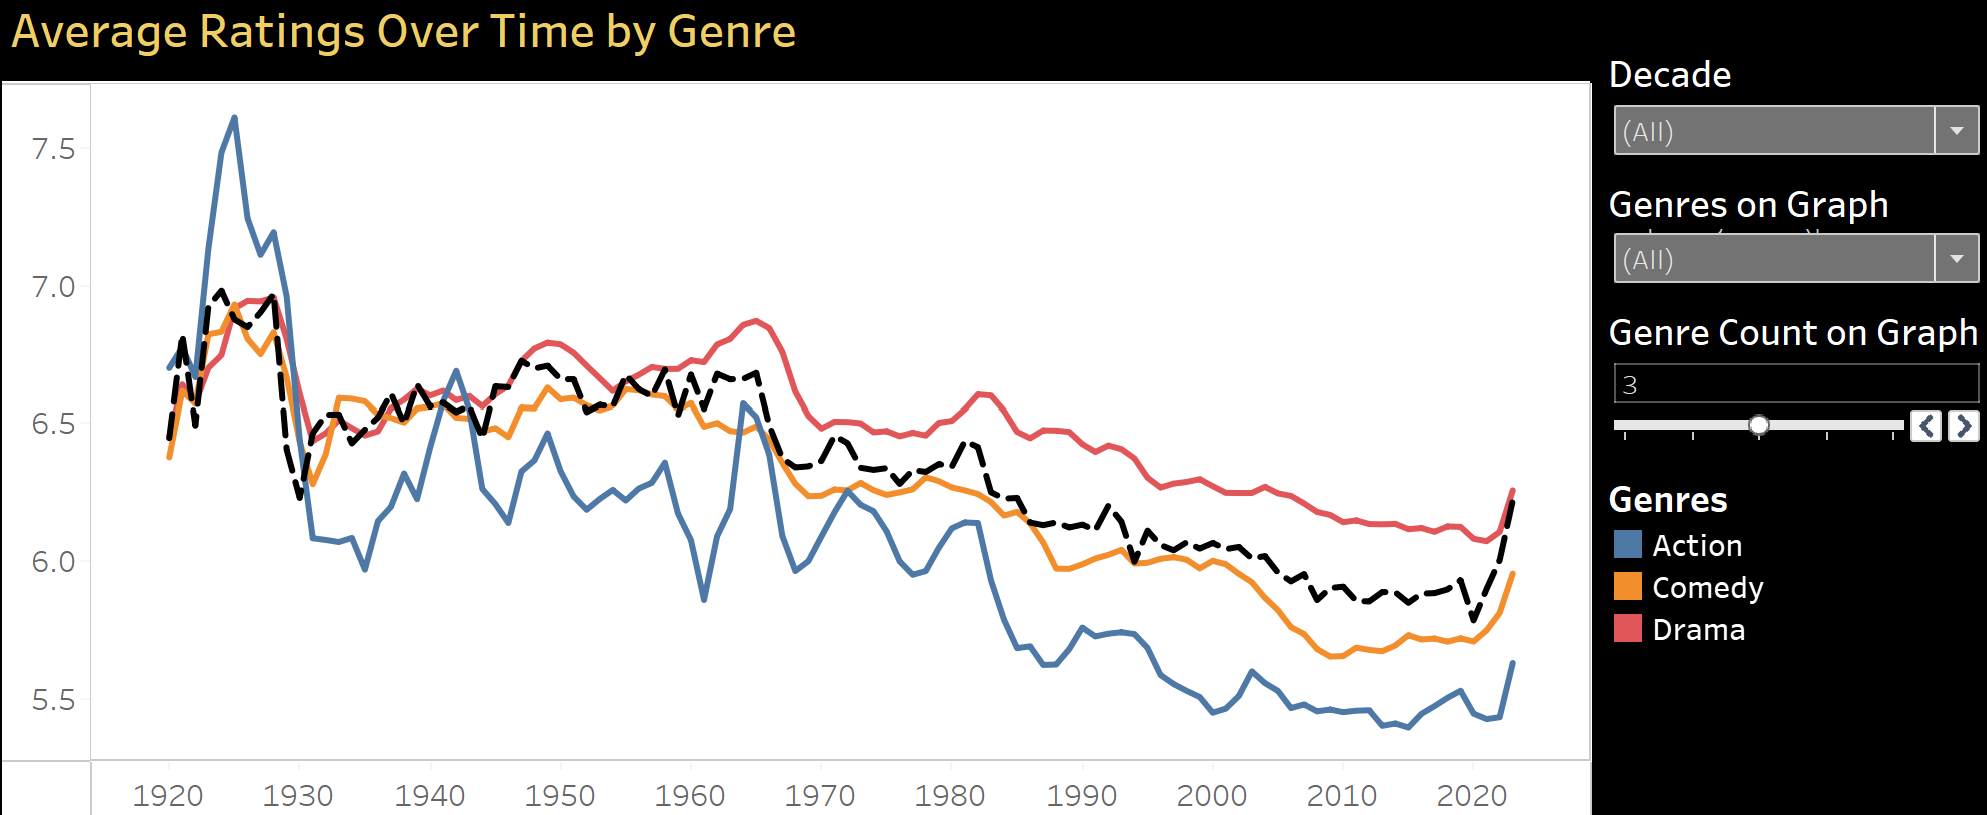 Average Ratings Over Time by Genre
7.5
7.0
6.5
6.0
5.5
1920 1930 1940 1950 1960 1970 1980 1990 2000 2010 2020
Decade
(All)
Genres on Graph
(All)
Genre Count on Graph
3
Genres
Action
Comedy
Drama